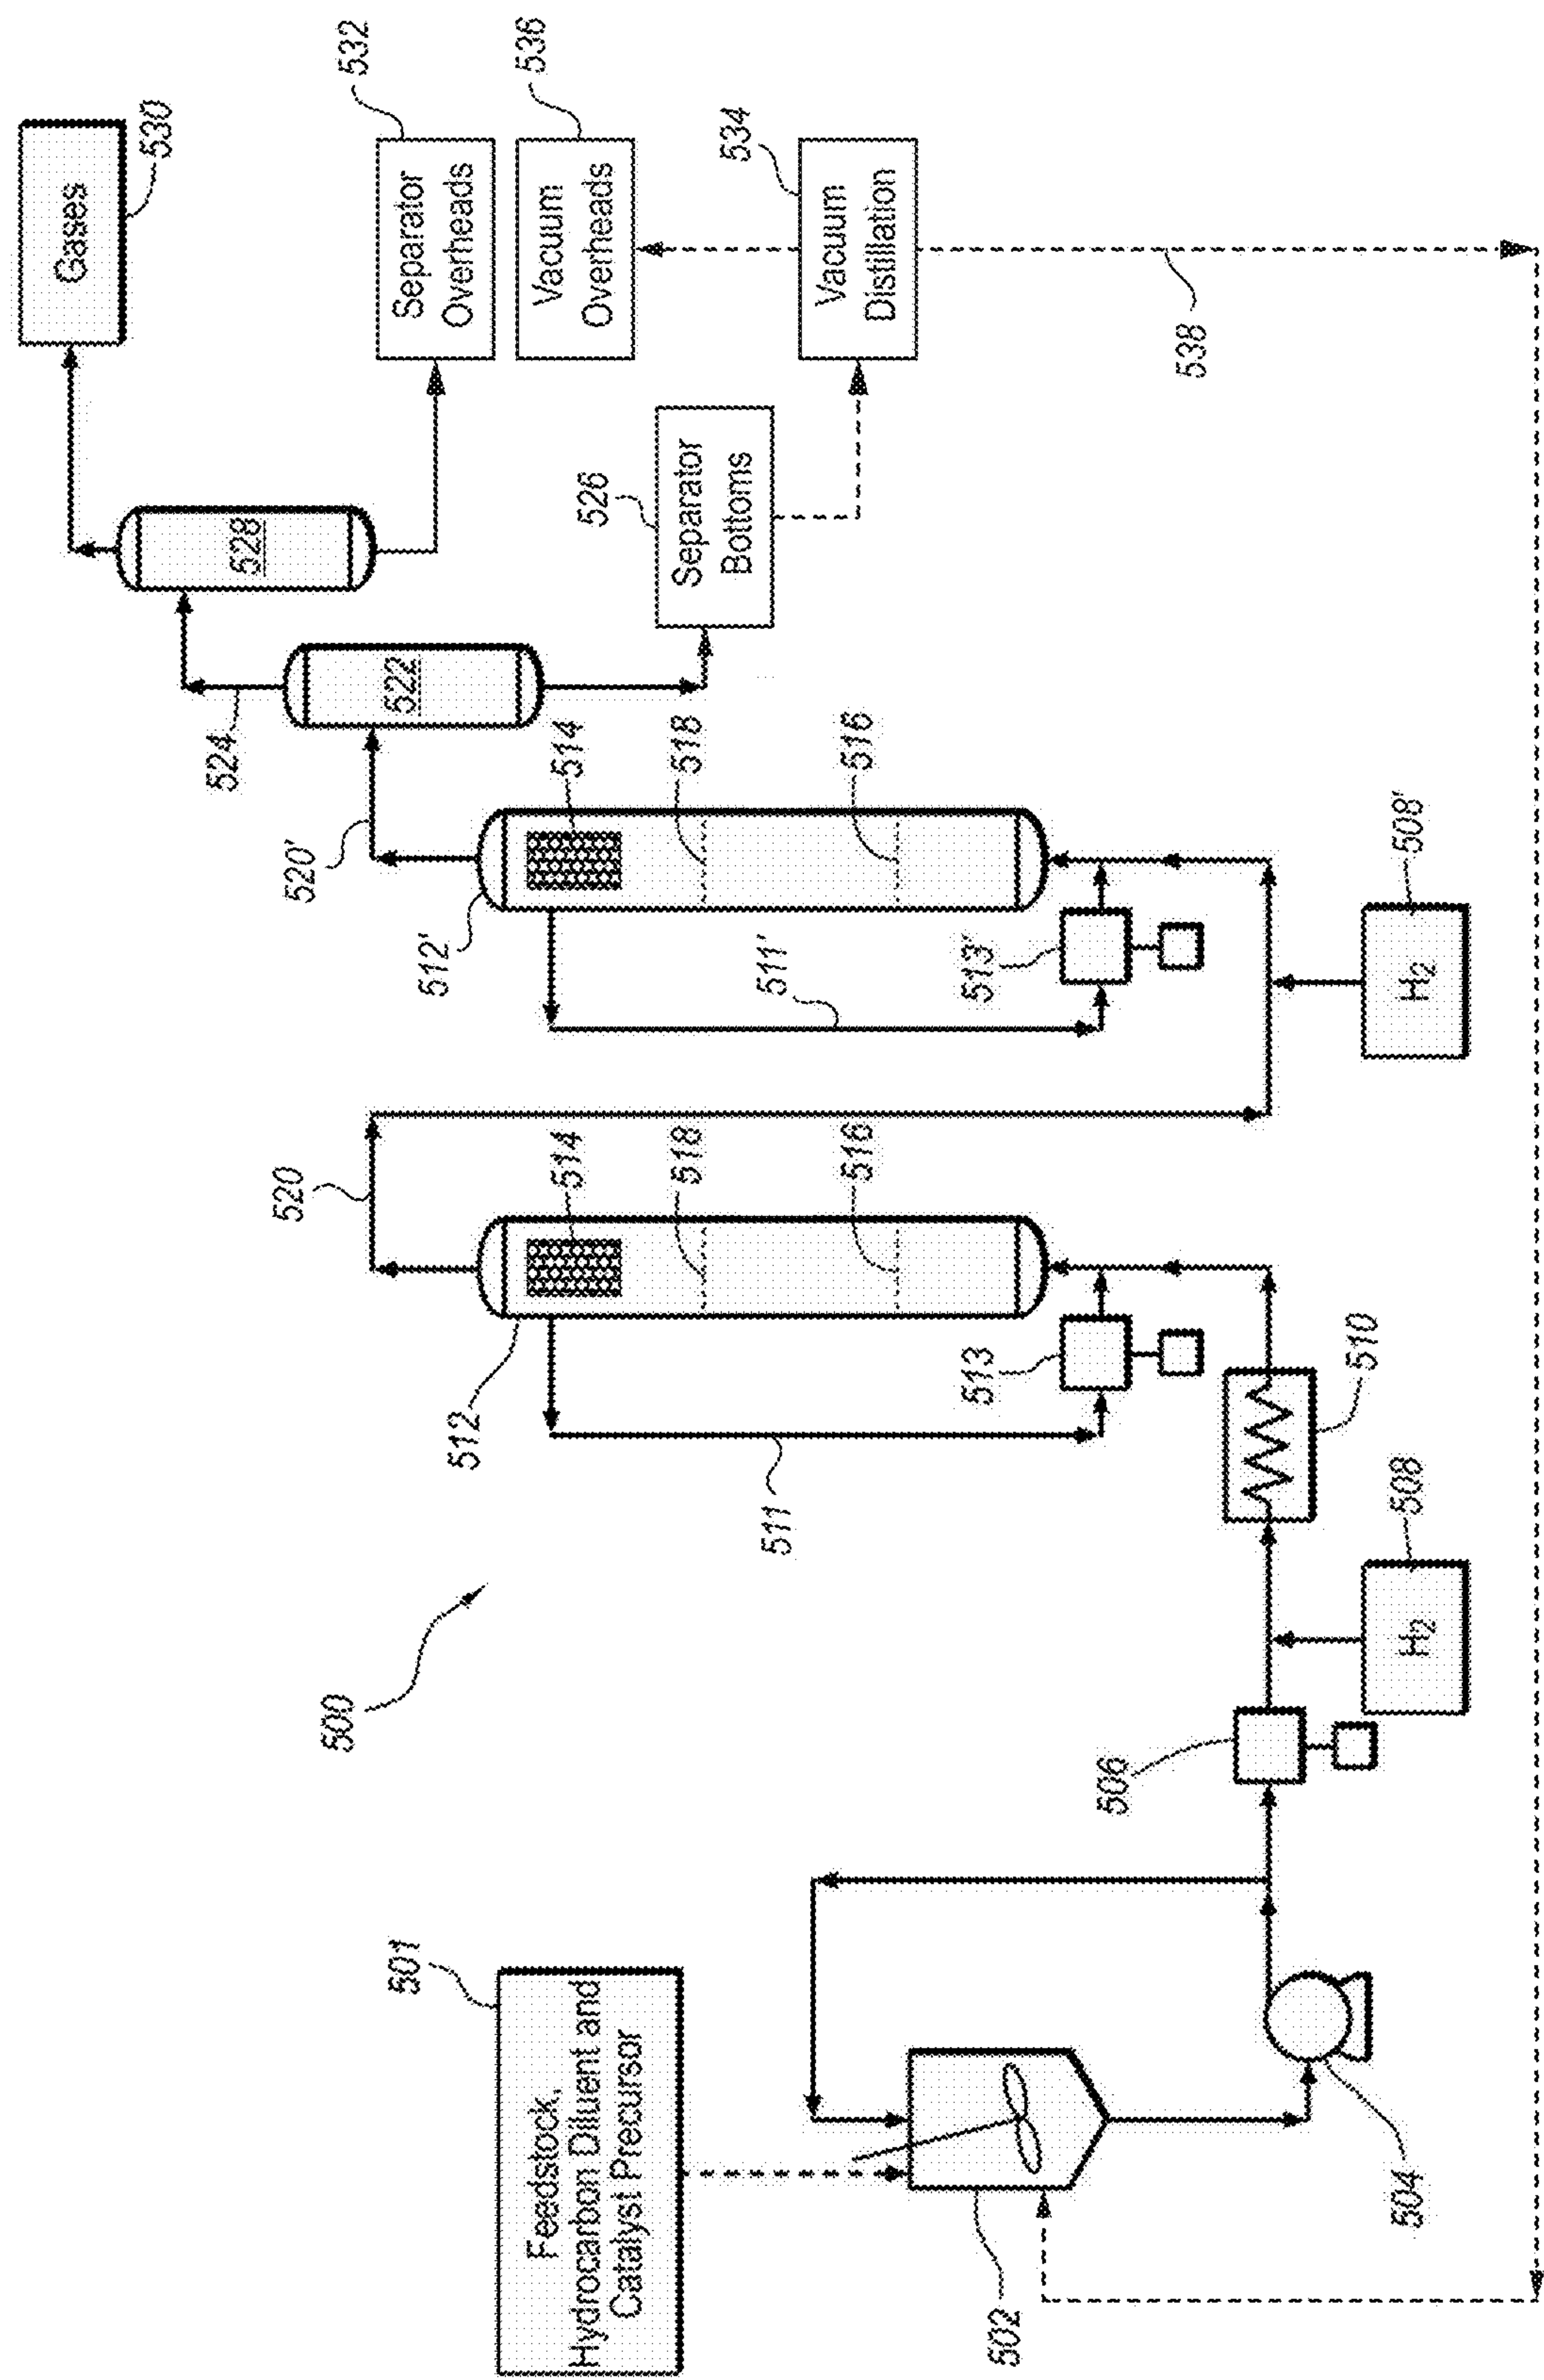 Gases
530
532
Separator
Overheads
536
Vacuum
Overheads
534
Vacuum
Distillation
538
528
524
522
526
Separator
Bottoms
520'
512'
514
518
516
511'
513'
508'
H2
520
512
514
518
516
511
513
510
508
H2
500
506
501
Feedstock,
Hydrocarbon Diluent and
Catalyst Precursor
502
504